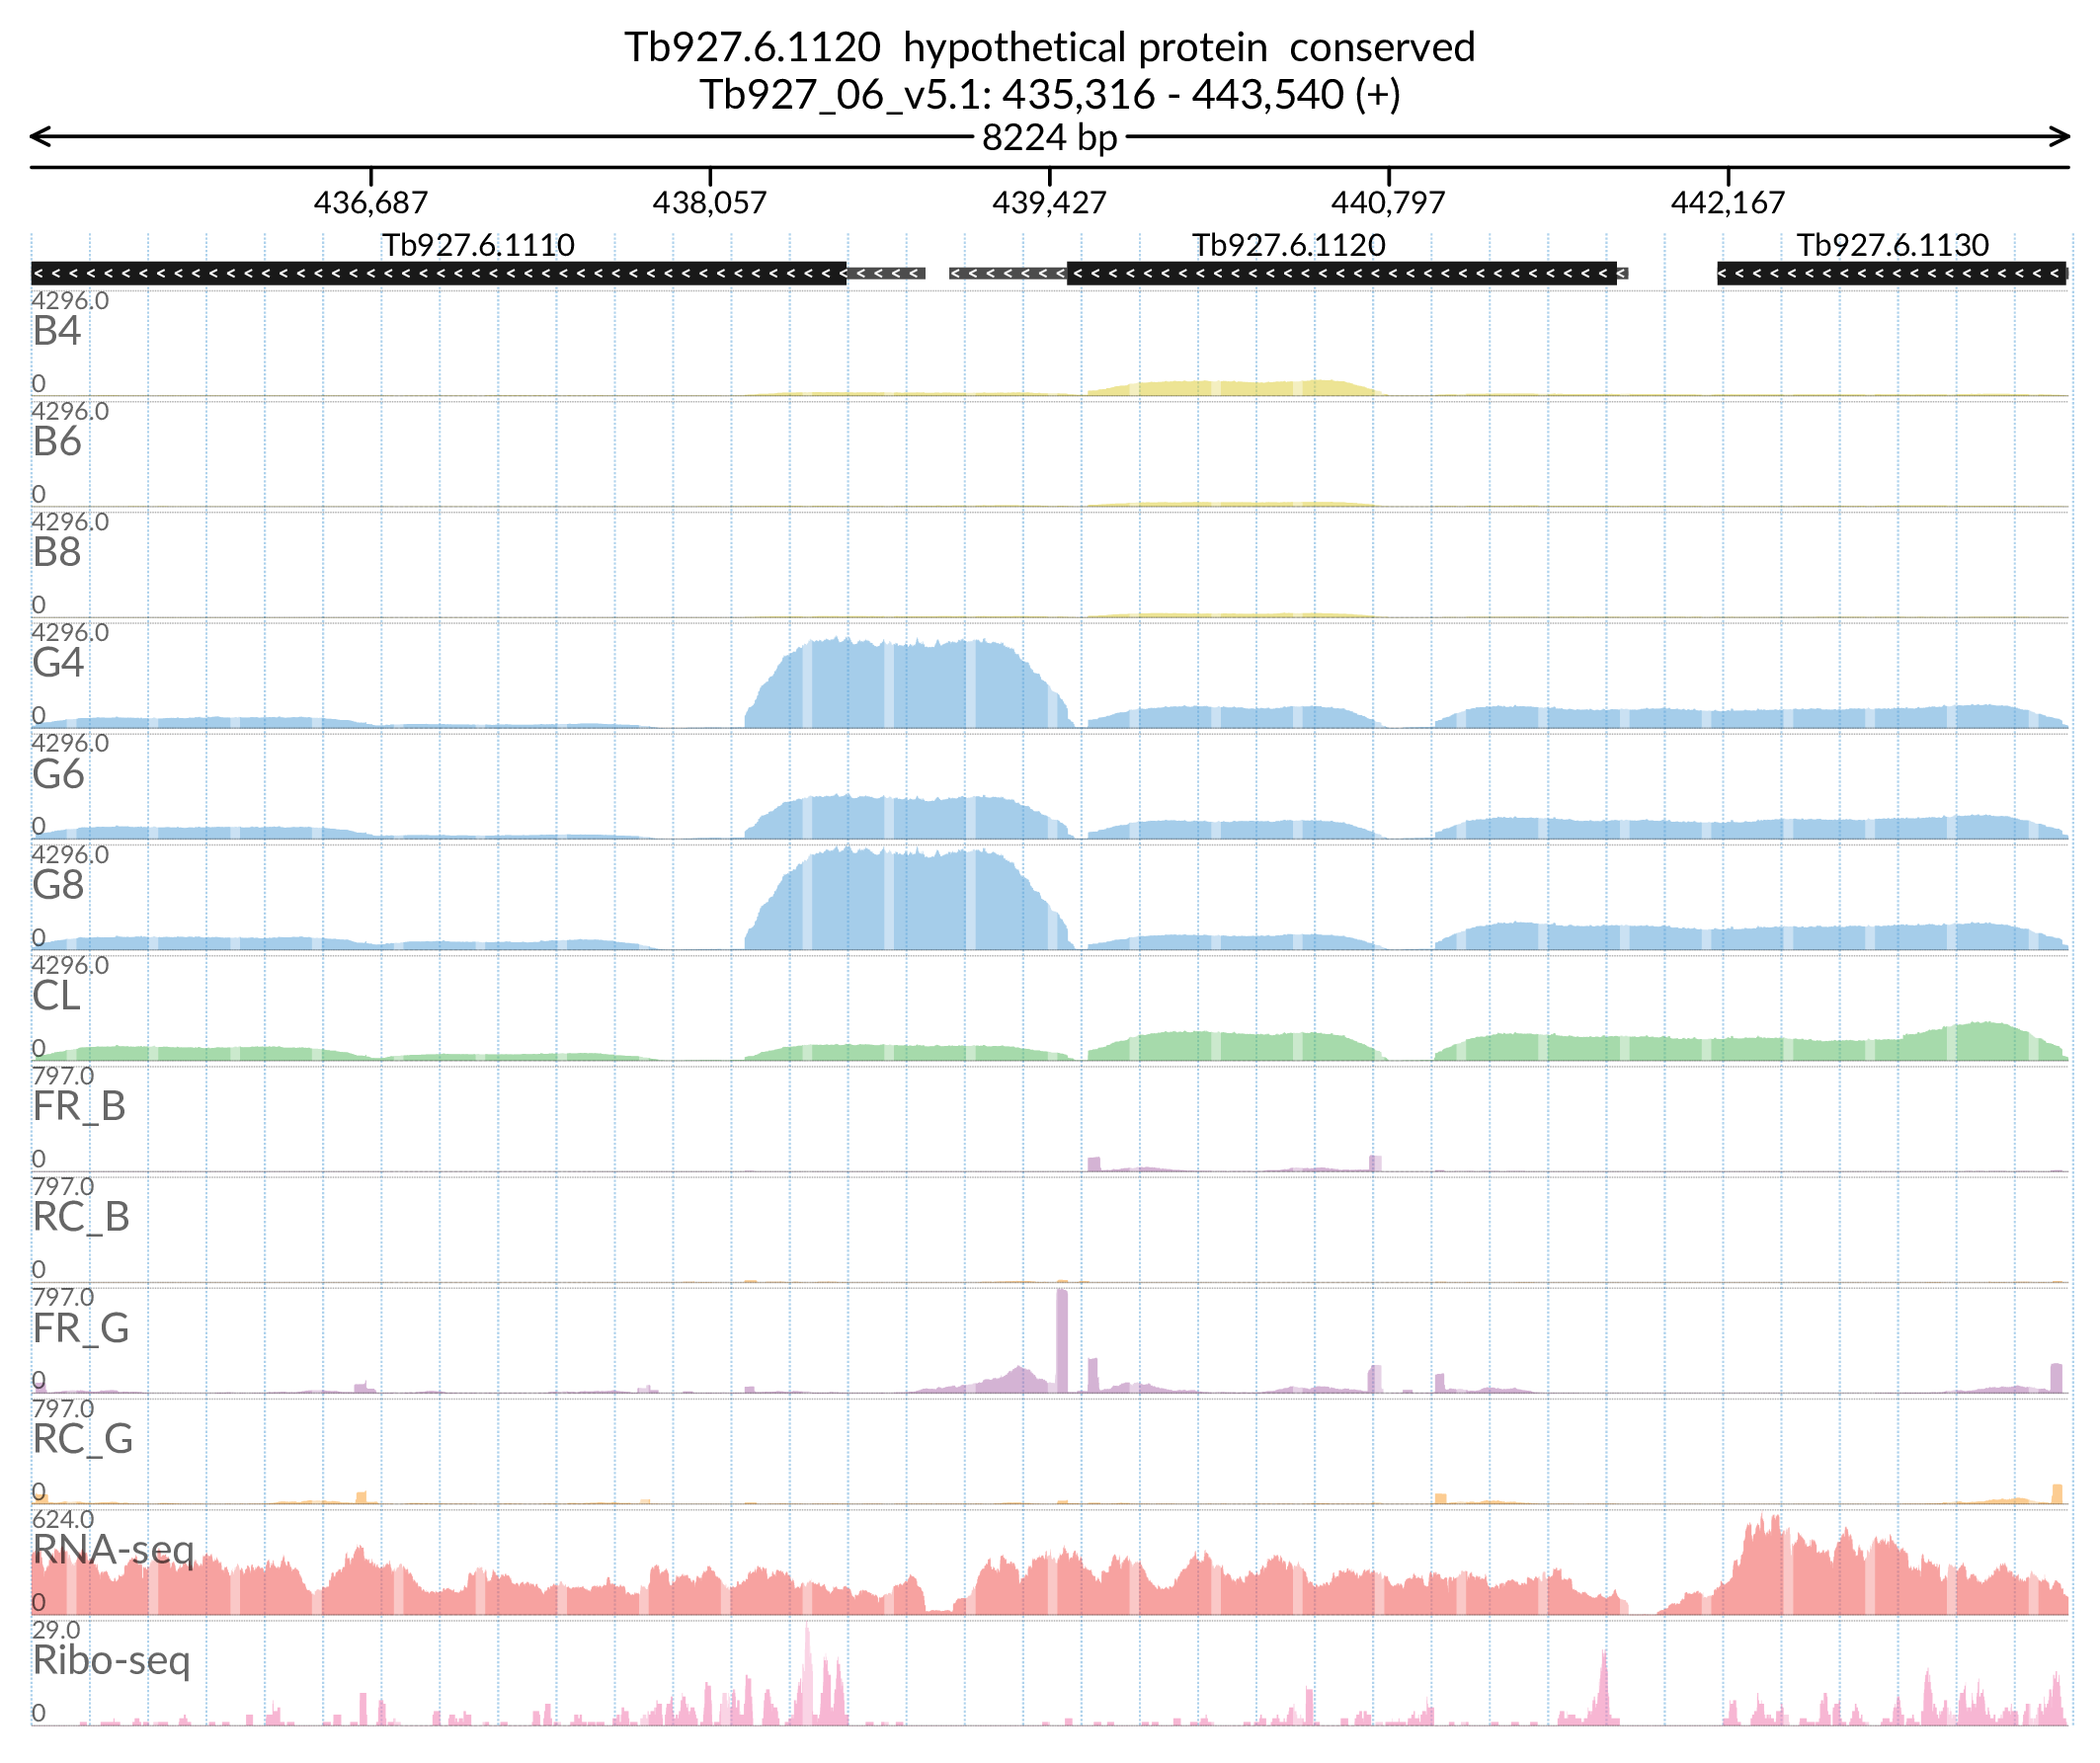 Tb927.6.1120 hypothetical protein conserved
Tb927_06_v5.1: 435,316 - 443,540 (+)
8224 bp
436,687 438,057 439,427 440,797 442,167
Tb927.6.1110 Tb927.6.1120 Tb927.6.1130
4296.0
B4
0
4296.0
B6
0
4296.0
B8
0
4296.0
G4
0
4296.0
G6
0
4296.0
G8
0
4296.0
CL
0
797.0
FR_B
0
797.0
RC_B
0
797.0
FR_G
0
797.0
RC_G
0
624.0
RNA-seq
0
29.0
Ribo-seq
0